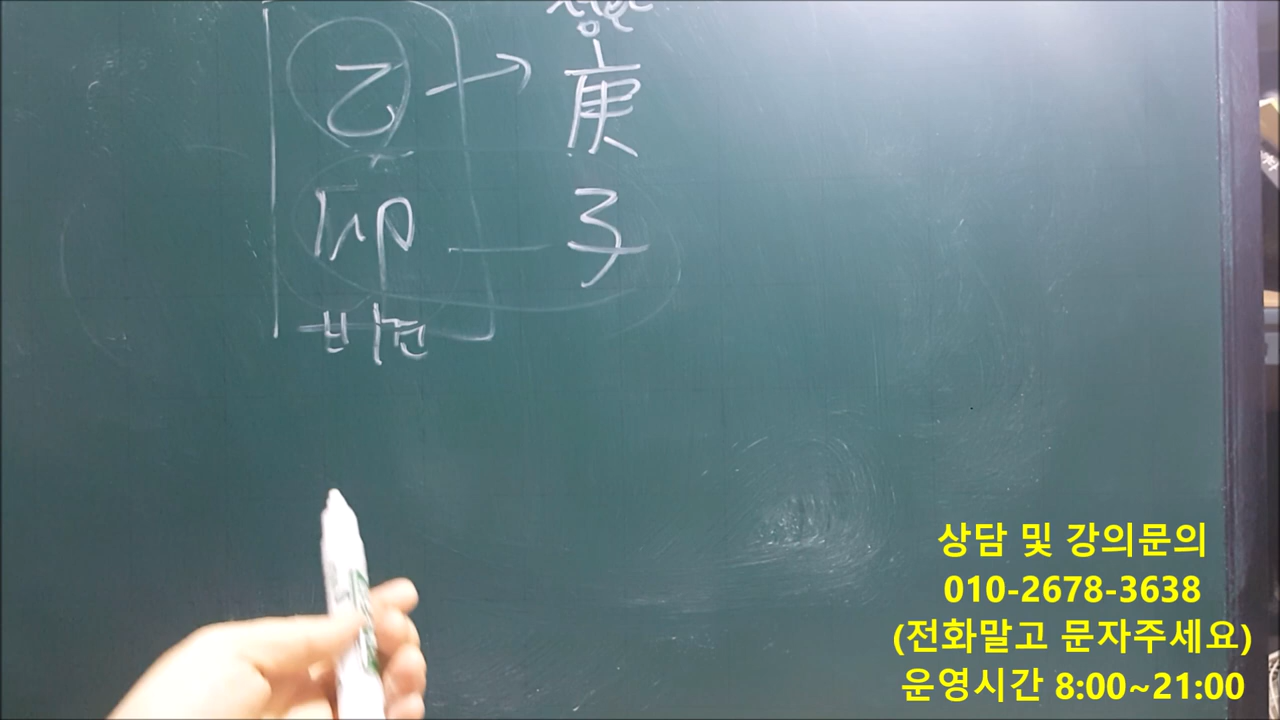 乙 → 庚
卯 — 子
비견
상담 및 강의문의
010-2678-3638
(전화말고 문자주세요)
운영시간 8:00~21:00